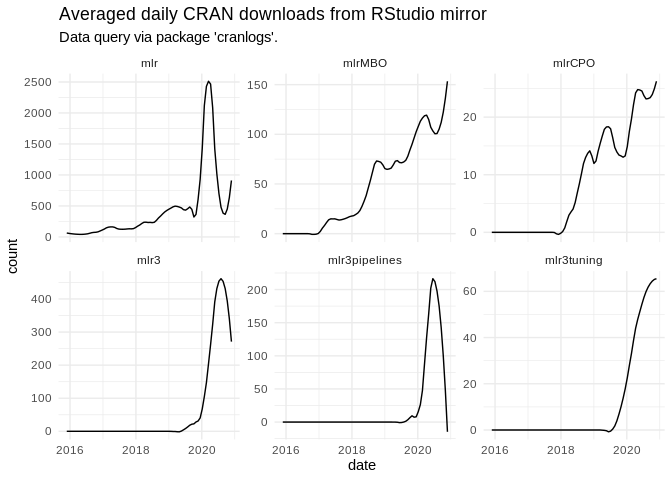 Averaged daily CRAN downloads from RStudio mirror
Data query via package 'cranlogs'.
mlr
mlrMBO
mlrCPO
2500
2000
1500
1000
500
0
150
100
50
0
20
10
0
count
mlr3
mlr3pipelines
mlr3tuning
400
300
200
100
0
200
150
100
50
0
60
40
20
0
2016 2018 2020
2016 2018 2020
2016 2018 2020
date